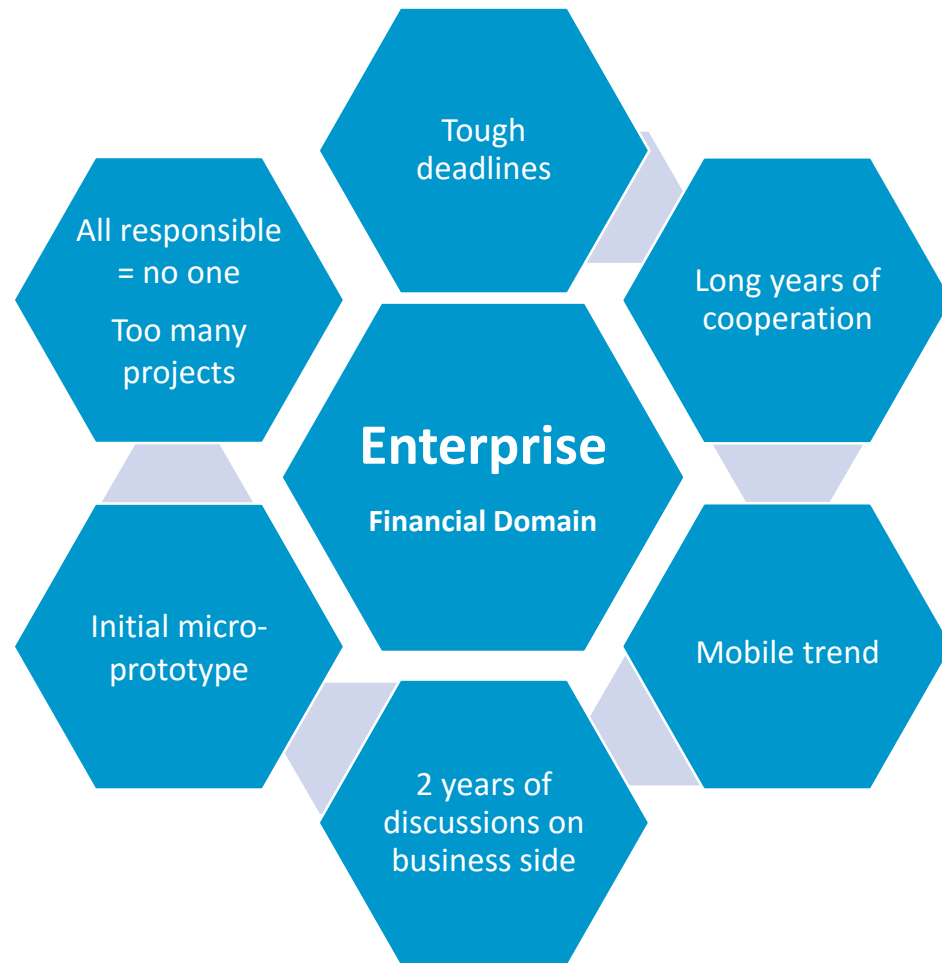 Tough
deadlines
All responsible
= no one
Too many
projects
Long years of
cooperation
Enterprise
Financial Domain
Initial micro-
prototype
Mobile trend
2 years of
discussions on
business side